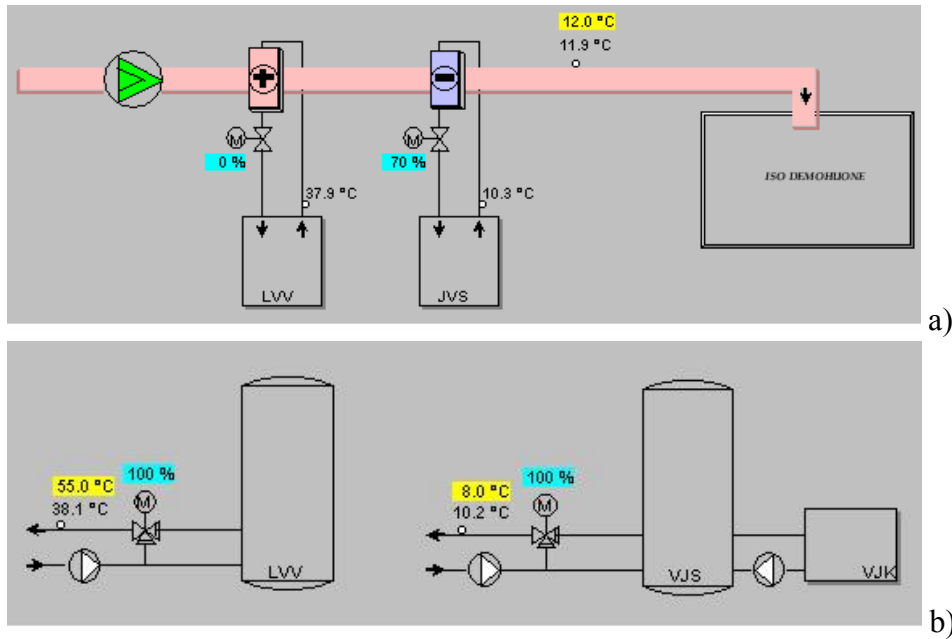 12.0 °C
11.9 °C
M
0 %
M
70 %
ISO DEMOHUONE
37.9 °C
10.3 °C
LVV
JVS
a)
55.0 °C
100 %
38.1 °C
M
8.0 °C
100 %
10.2 °C
M
LVV
VJS
VJK
b)